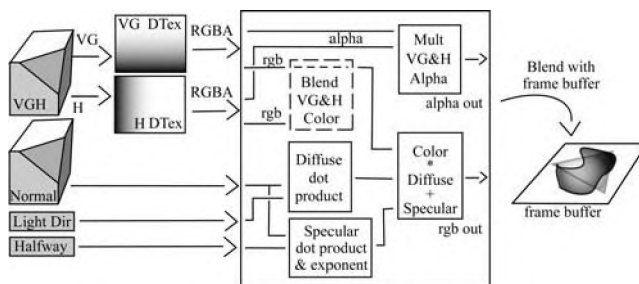 VG
VG DTex
RGBA
VGH
H
H DTex
RGBA
Normal
Light Dir
Halfway
alpha
rgb
rgb
Blend
VG&H
Color
Mult
VG&H
Alpha
alpha out
Diffuse
dot
product
Color
*
Diffuse
+
Specular
rgb out
Specular
dot product
& exponent
Blend with
frame buffer
frame buffer